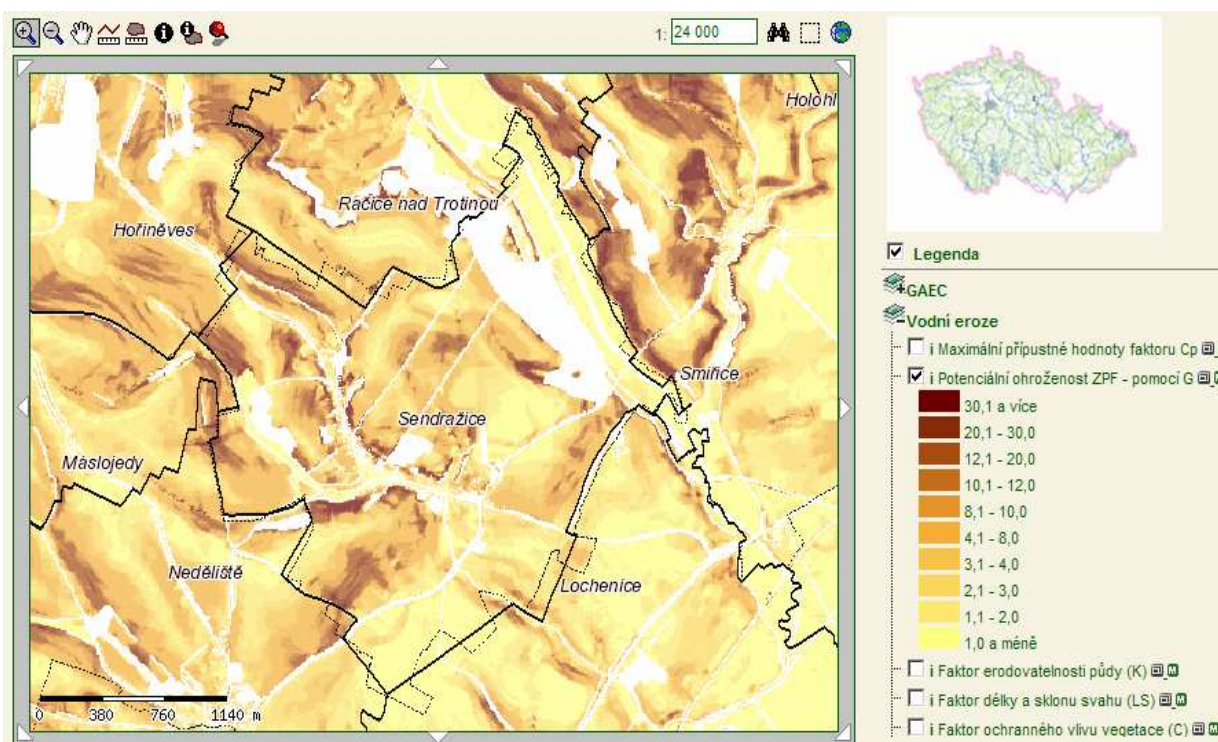 1: 24 000
Holohl
Račice nad Trotinou
Hořiněves
Smiřice
Sendražice
Máslojedy
Neděliště
Lochenice
0 380 760 1140 m
Legenda
GAEC
Vodní eroze
i Maximální přípustné hodnoty faktoru Cp
i Potenciální ohroženost ZPF - pomocí G
30,1 a více
20,1 - 30,0
12,1 - 20,0
10,1 - 12,0
8,1 - 10,0
4,1 - 8,0
3,1 - 4,0
2,1 - 3,0
1,1 - 2,0
1,0 a méně
i Faktor erodovatelnosti půdy (K) M
i Faktor délky a sklonu svahu (LS) M
i Faktor ochranného vlivu vegetace (C) M